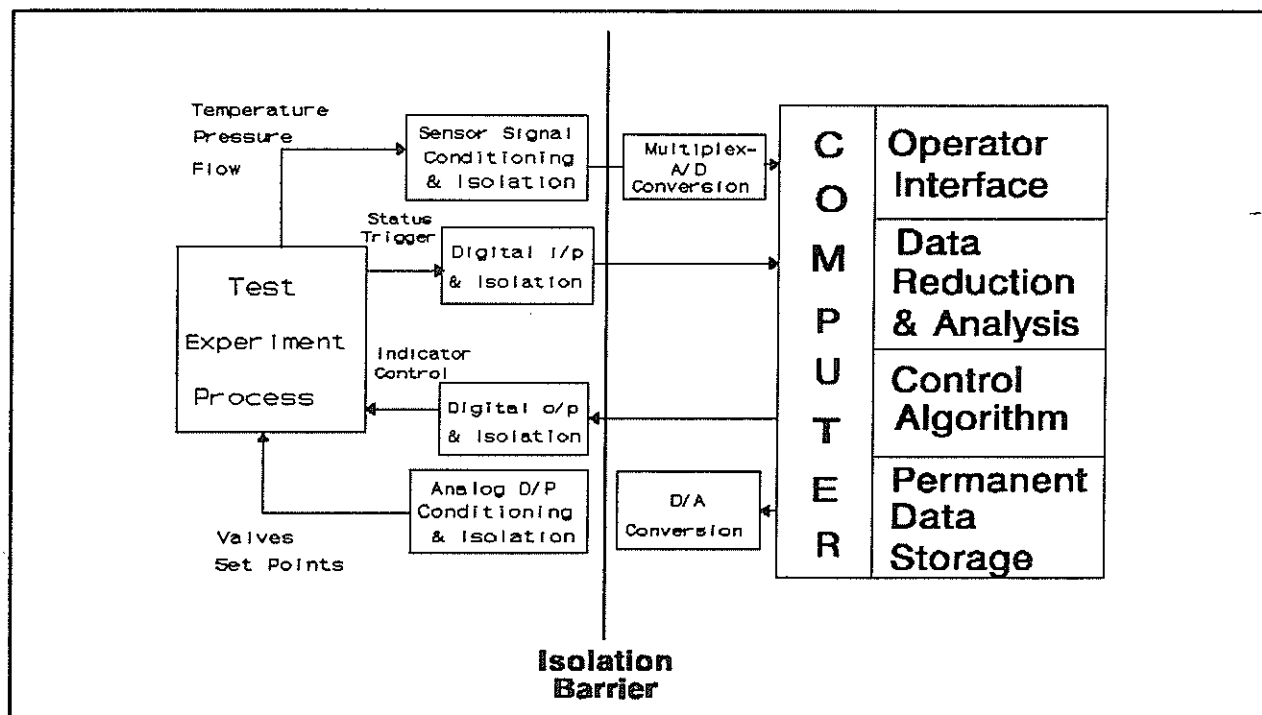 Temperature
Pressure
Flow
Sensor Signal
Conditioning
& Isolation
Multiplex-
A/D
Conversion
Status
Trigger
Digital i/p
& Isolation
Test
Experiment
Process
Indicator
Control
Digital o/p
& Isolation
Analog O/P
Conditioning
& Isolation
D/A
Conversion
Valves
Set Points
C
O
M
P
U
T
E
R
Operator
Interface
Data
Reduction
& Analysis
Control
Algorithm
Permanent
Data
Storage
Isolation
Barrier